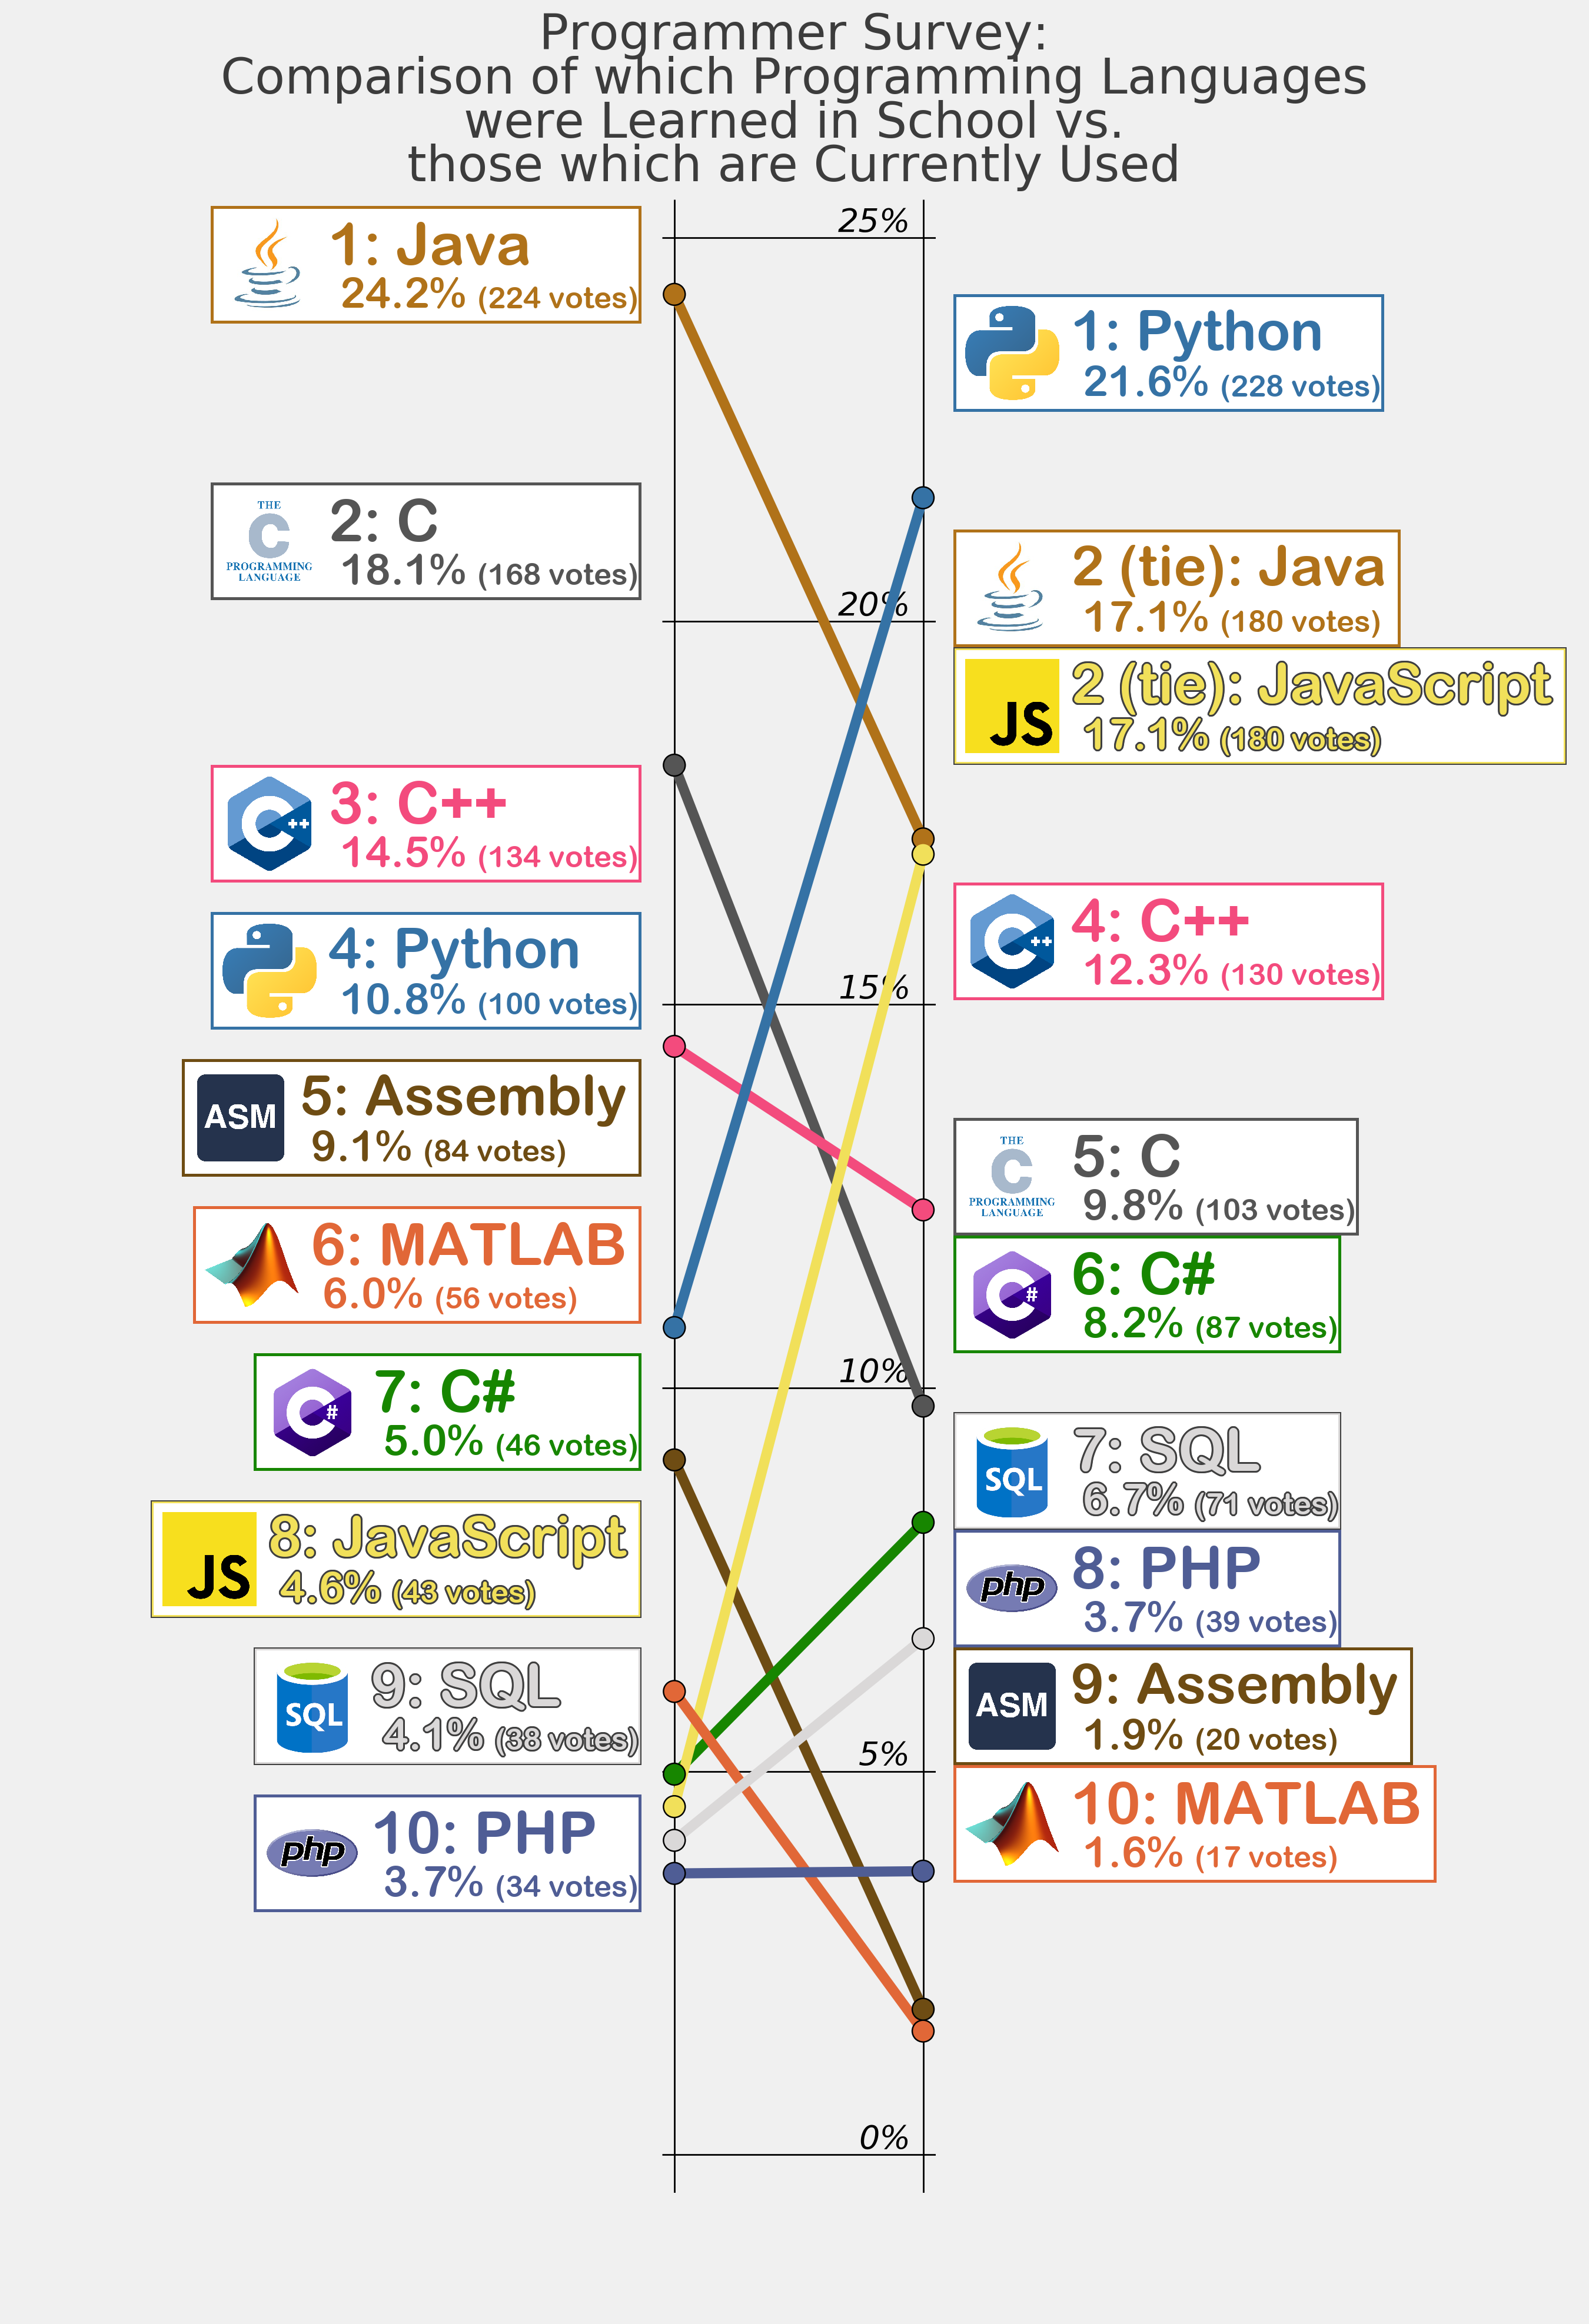 Programmer Survey:
Comparison of which Programming Languages
were Learned in School vs.
those which are Currently Used
1: Java
24.2% (224 votes)
THE
C
PROGRAMMING
LANGUAGE
2: C
18.1% (168 votes)
C++
3: C++
14.5% (134 votes)
4: Python
10.8% (100 votes)
ASM
5: Assembly
9.1% (84 votes)
6: MATLAB
6.0% (56 votes)
C#
7: C#
5.0% (46 votes)
JS
8: JavaScript
4.6% (43 votes)
SQL
9: SQL
4.1% (38 votes)
php
10: PHP
3.7% (34 votes)
25%
20%
15%
10%
5%
0%
1: Python
21.6% (228 votes)
2 (tie): Java
17.1% (180 votes)
JS
2 (tie): JavaScript
17.1% (180 votes)
C++
4: C++
12.3% (130 votes)
THE
C
PROGRAMMING
LANGUAGE
5: C
9.8% (103 votes)
C#
6: C#
8.2% (87 votes)
SQL
7: SQL
6.7% (71 votes)
php
8: PHP
3.7% (39 votes)
ASM
9: Assembly
1.9% (20 votes)
10: MATLAB
1.6% (17 votes)